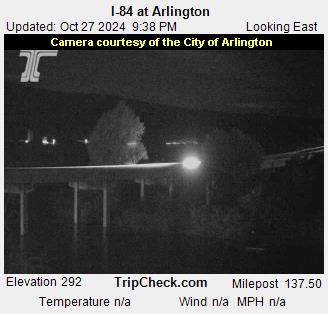 I-84 at Arlington
Updated: Oct 27 2024 9:38 PM Looking East
Camera courtesy of the City of Arlington
Elevation 292 TripCheck.com Milepost 137.50
Temperature n/a Wind n/a MPH n/a